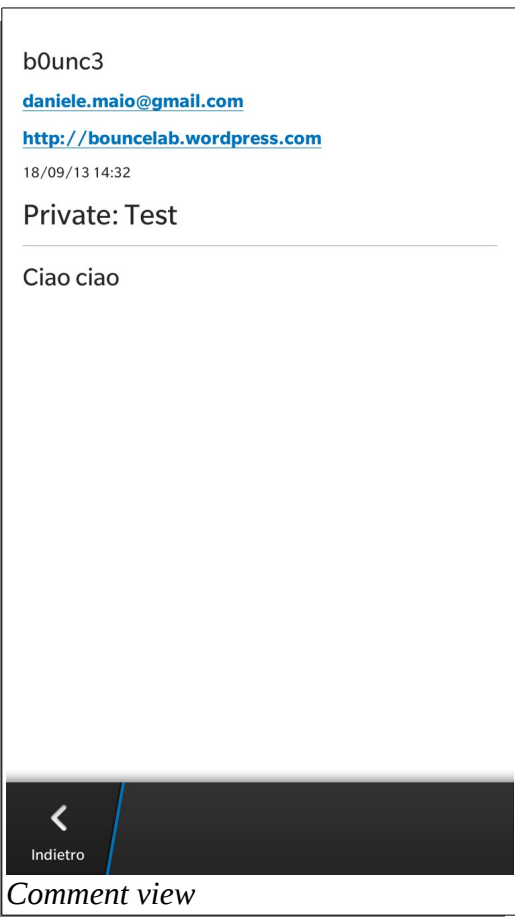 b0unc3
daniele.maio@gmail.com
http://bouncelab.wordpress.com
18/09/13 14:32
Private: Test
Ciao ciao
Indietro
Comment view